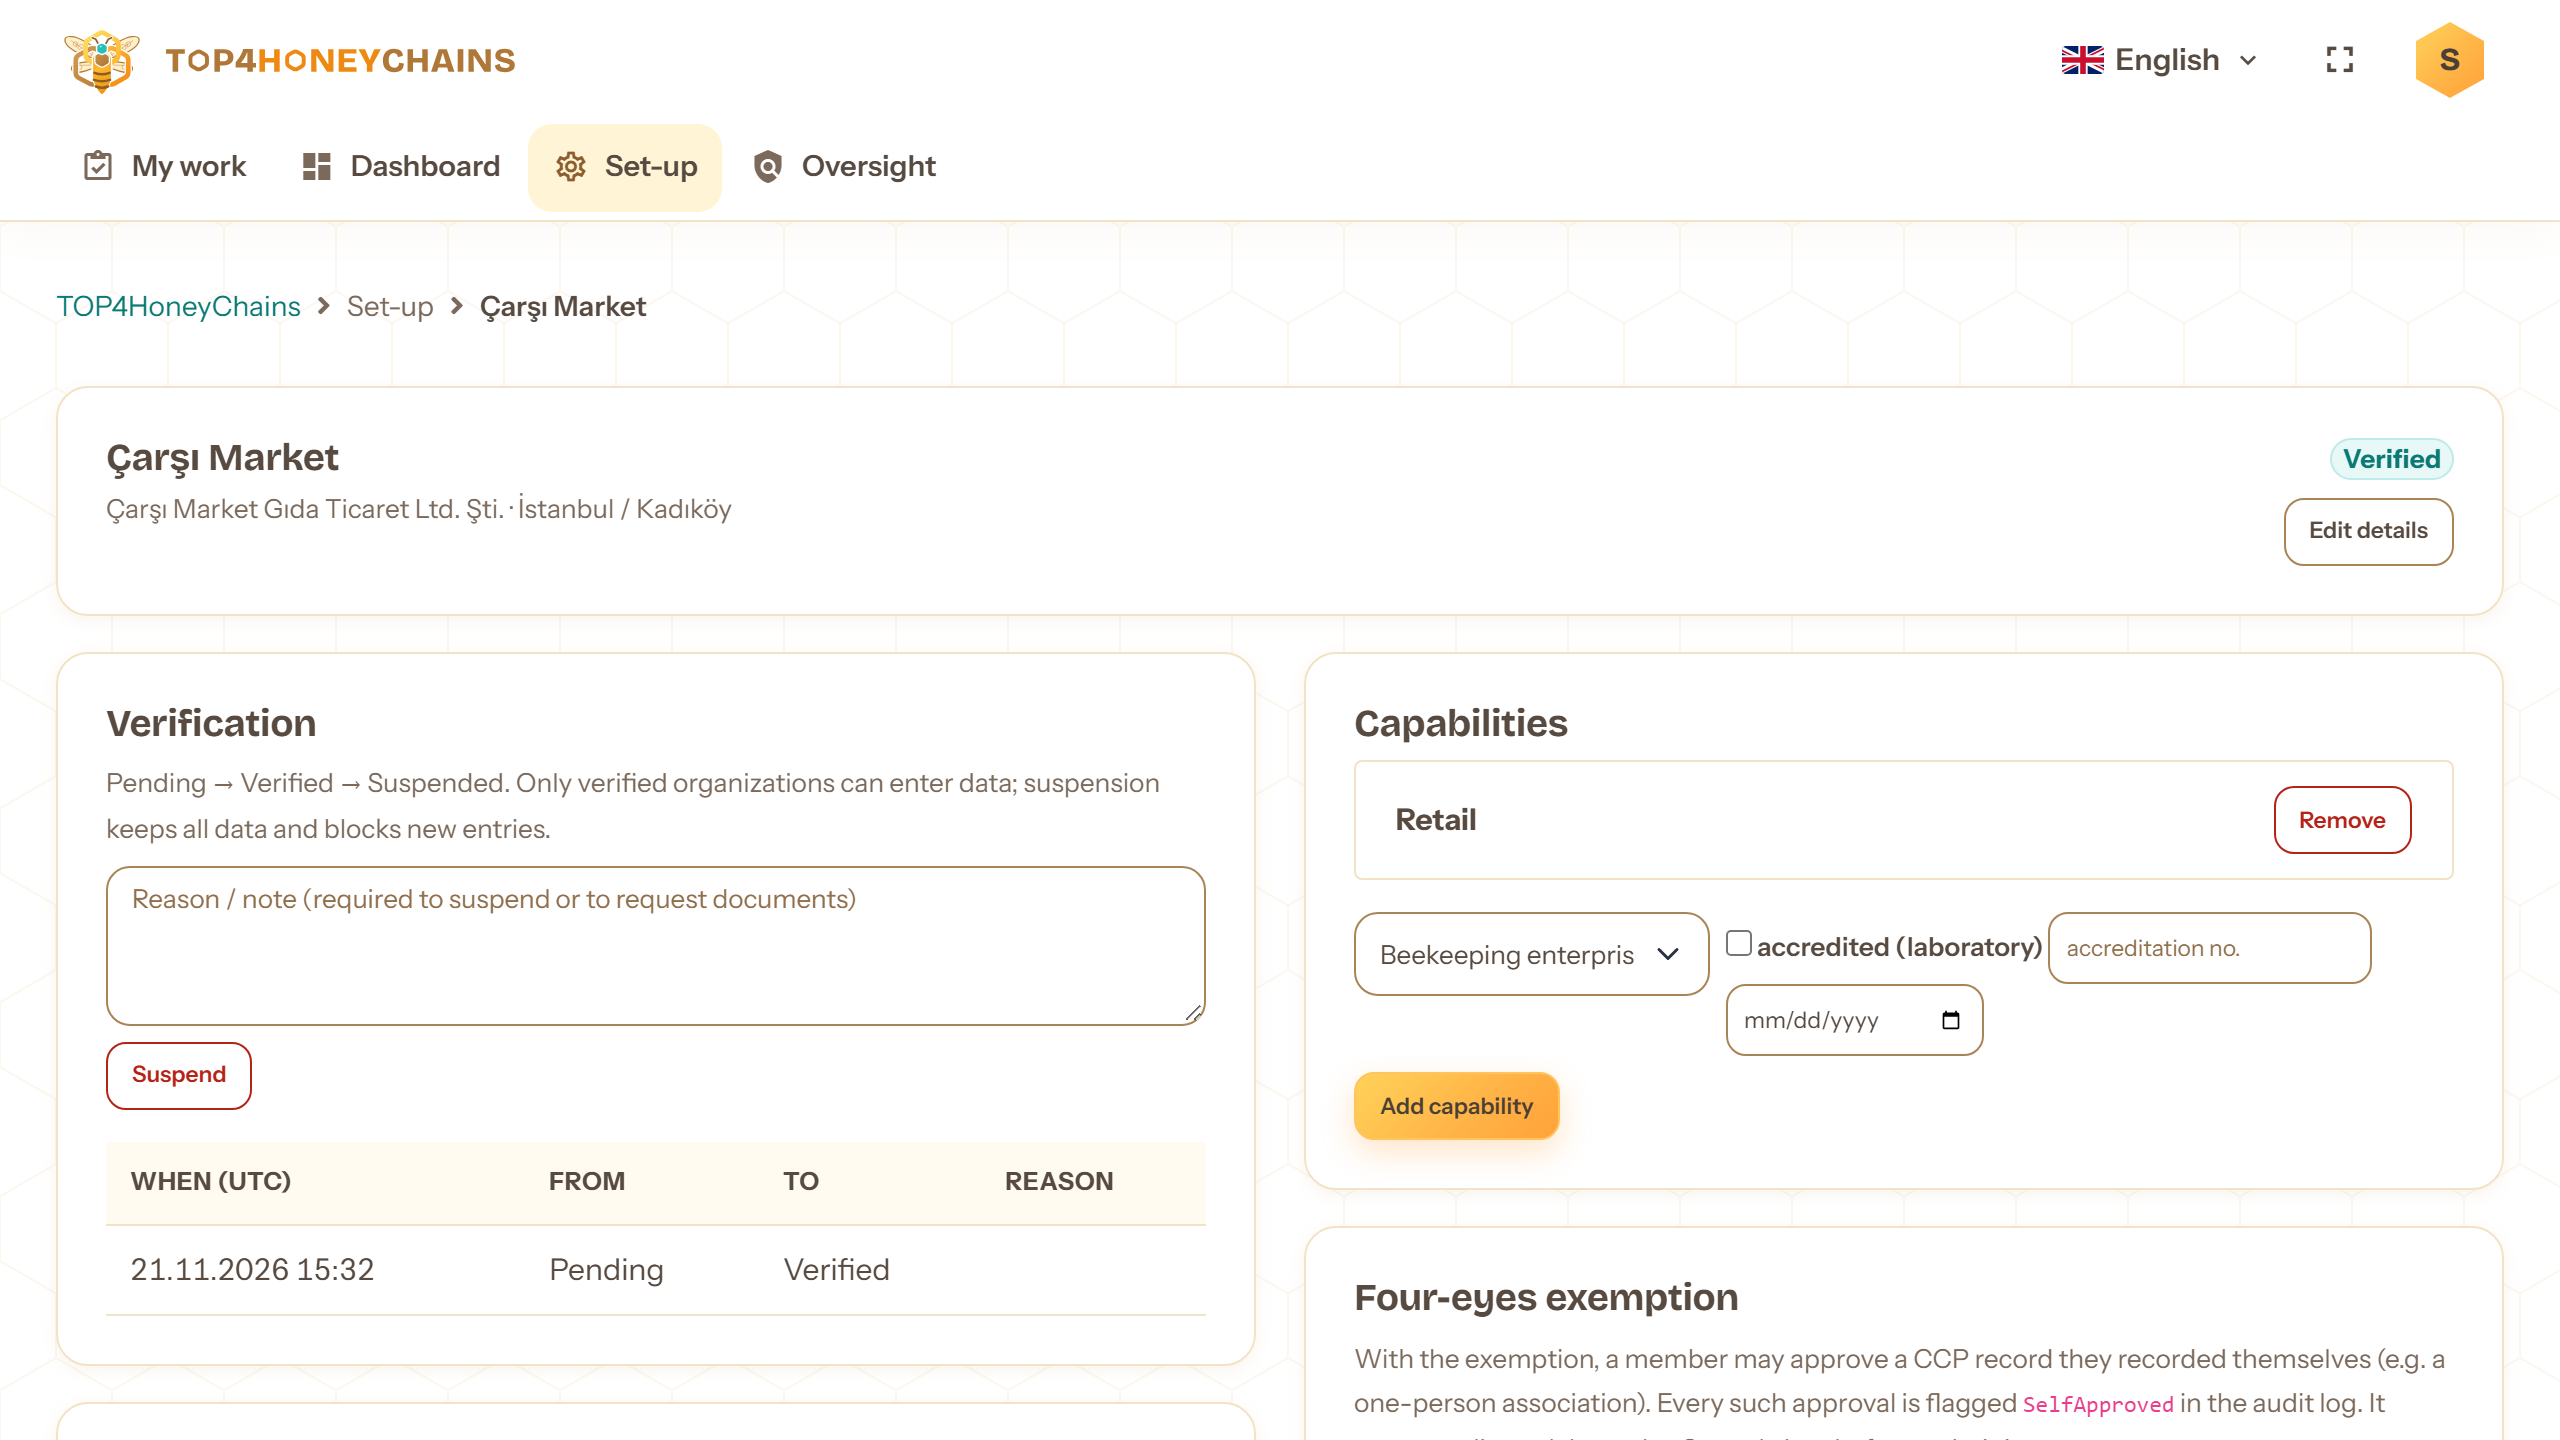 TOP4HONEYCHAINS
English
S
My work
Dashboard
Set-up
Oversight
TOP4HoneyChains > Set-up > Çarşı Market
Çarşı Market
Çarşı Market Gıda Ticaret Ltd. Şti. · İstanbul / Kadıköy
Verified
Edit details
Verification
Pending → Verified → Suspended. Only verified organizations can enter data; suspension
keeps all data and blocks new entries.
Reason / note (required to suspend or to request documents)
Suspend
WHEN (UTC) FROM TO REASON
21.11.2026 15:32 Pending Verified
Capabilities
Retail
Remove
Beekeeping enterpris
accredited (laboratory)
accreditation no.
mm/dd/yyyy
Add capability
Four-eyes exemption
With the exemption, a member may approve a CCP record they recorded themselves (e.g. a
one-person association). Every such approval is flagged SelfApproved in the audit log. It